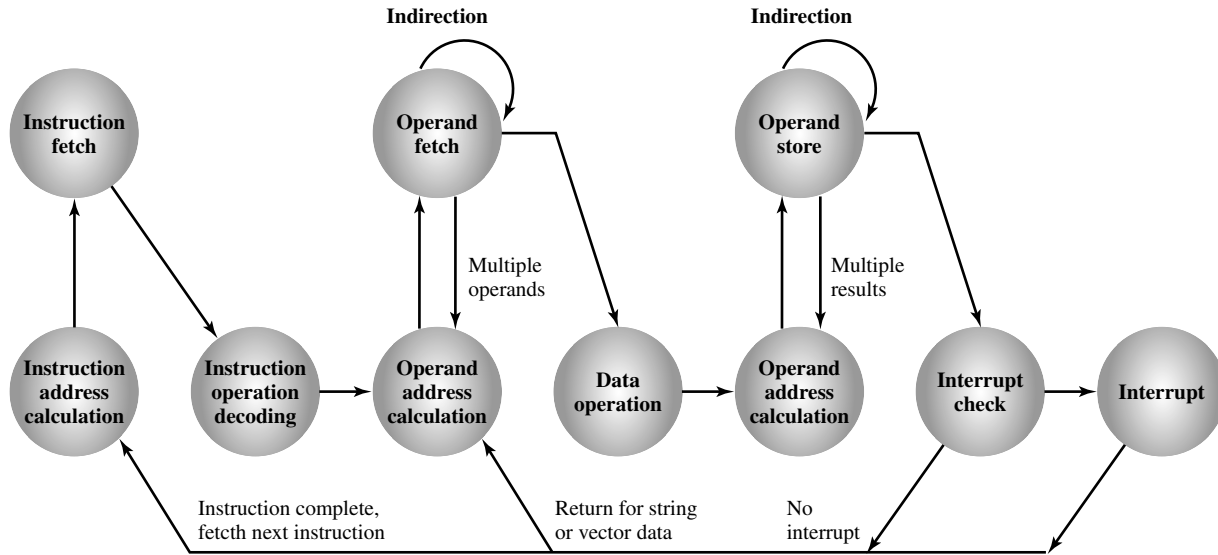 Indirection
Indirection
Instruction
fetch
Operand
fetch
Operand
store
Multiple
operands
Multiple
results
Instruction
address
calculation
Instruction
operation
decoding
Operand
address
calculation
Data
operation
Operand
address
calculation
Interrupt
check
Interrupt
Instruction complete,
fetcth next instruction
Return for string
or vector data
No
interrupt